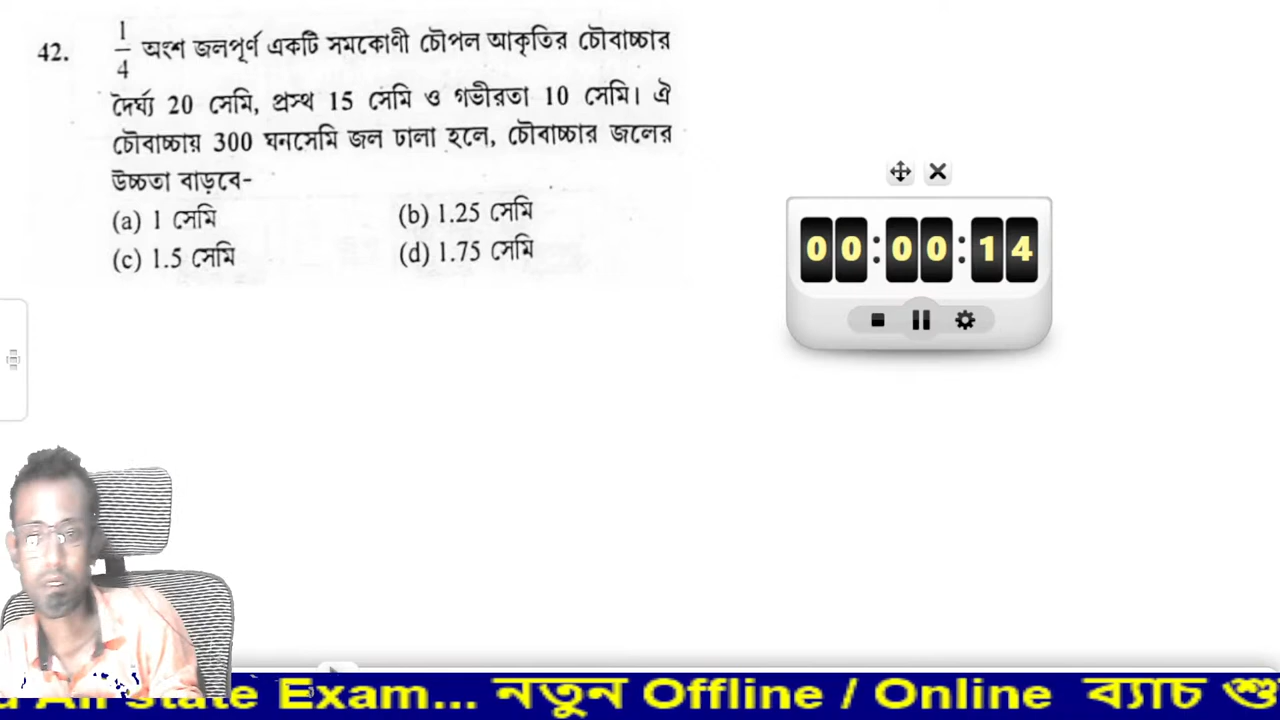 42. 1/4 অংশ জলপূর্ণ একটি সমকোণী চৌপল আকৃতির চৌবাচ্চার
দৈর্ঘ্য 20 সেমি, প্রস্থ 15 সেমি ও গভীরতা 10 সেমি। ঐ
চৌবাচ্চায় 300 ঘনসেমি জল ঢালা হলে, চৌবাচ্চার জলের
উচ্চতা বাড়বে-
(a) 1 সেমি (b) 1.25 সেমি
(c) 1.5 সেমি (d) 1.75 সেমি
00:00:14
State Exam... নতুন Offline / Online ব্যাচ